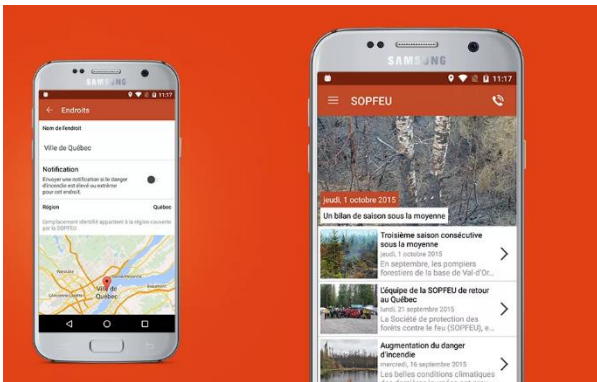 SAMSUNG
11:17
Endroits
Nom de l'endroit
Ville de Québec
Notification
Envoyer une notification si le danger
d'incendie est élevé ou extrême
pour cet endroit.
Région Québec
L'emplacement identifié appartient à la région couverte
par la SOPFEU
Ville de
Québec
Beaumont
SAMSUNG
11:17
SOPFEU
jeudi, 1 octobre 2015
Un bilan de saison sous la moyenne
Troisième saison consécutive
sous la moyenne
jeudi, 1 octobre 2015
En septembre, les pompiers
forestiers de la base de Val-d'Or...
L'équipe de la SOPFEU de retour
au Québec
lundi, 21 septembre 2015
La Société de protection des
forêts contre le feu (SOPFEU), e...
Augmentation du danger
d'incendie
mercredi, 16 septembre 2015
Les belles conditions climatiques